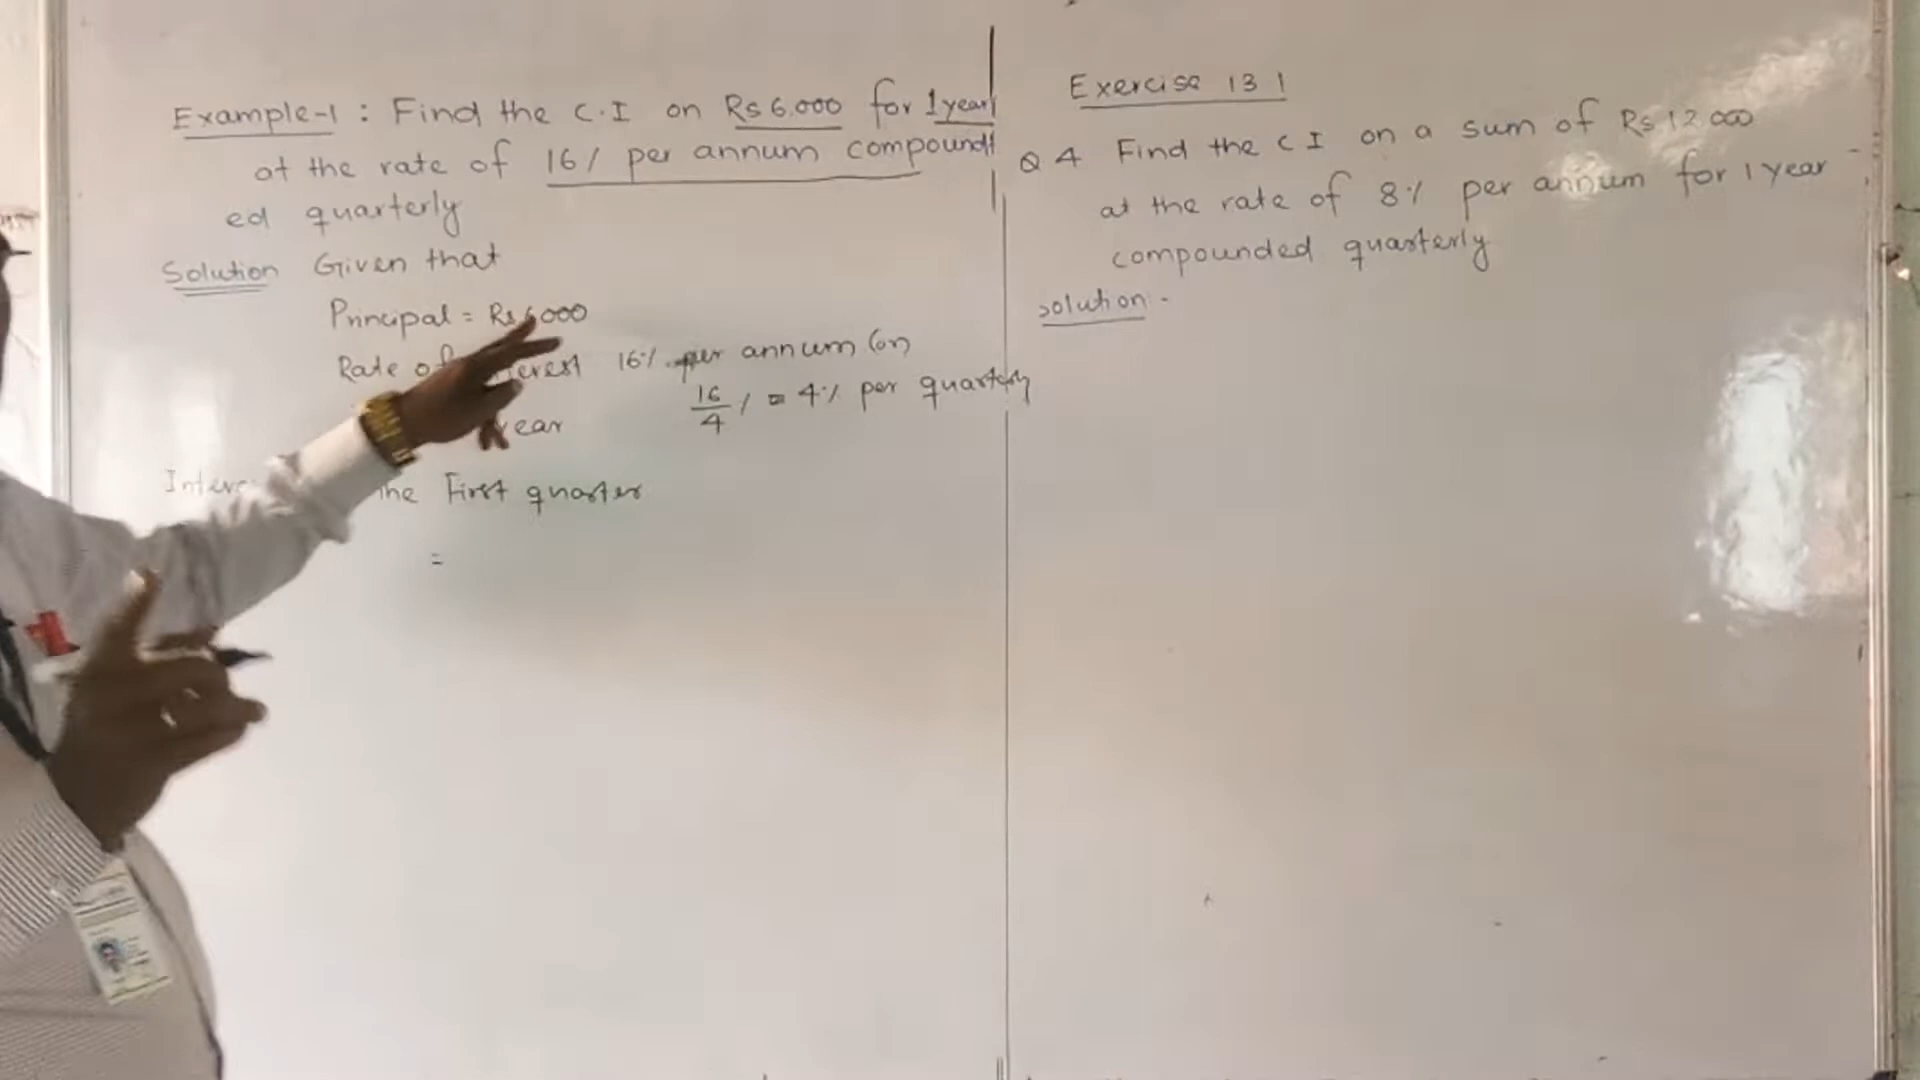 Example-1 : Find the C.I on Rs 6.000 for 1 year
at the rate of 16/ per annum compound
ed quarterly
Solution Given that
Principal = Rs 6000
Rate of 16% per annum (or)
16/4 / = 4% per quarterly
year
the First quarter
=
Exercise 13 1
Q 4 Find the C I on a sum of Rs 12 000
at the rate of 8% per annum for 1 year
compounded quarterly
solution -